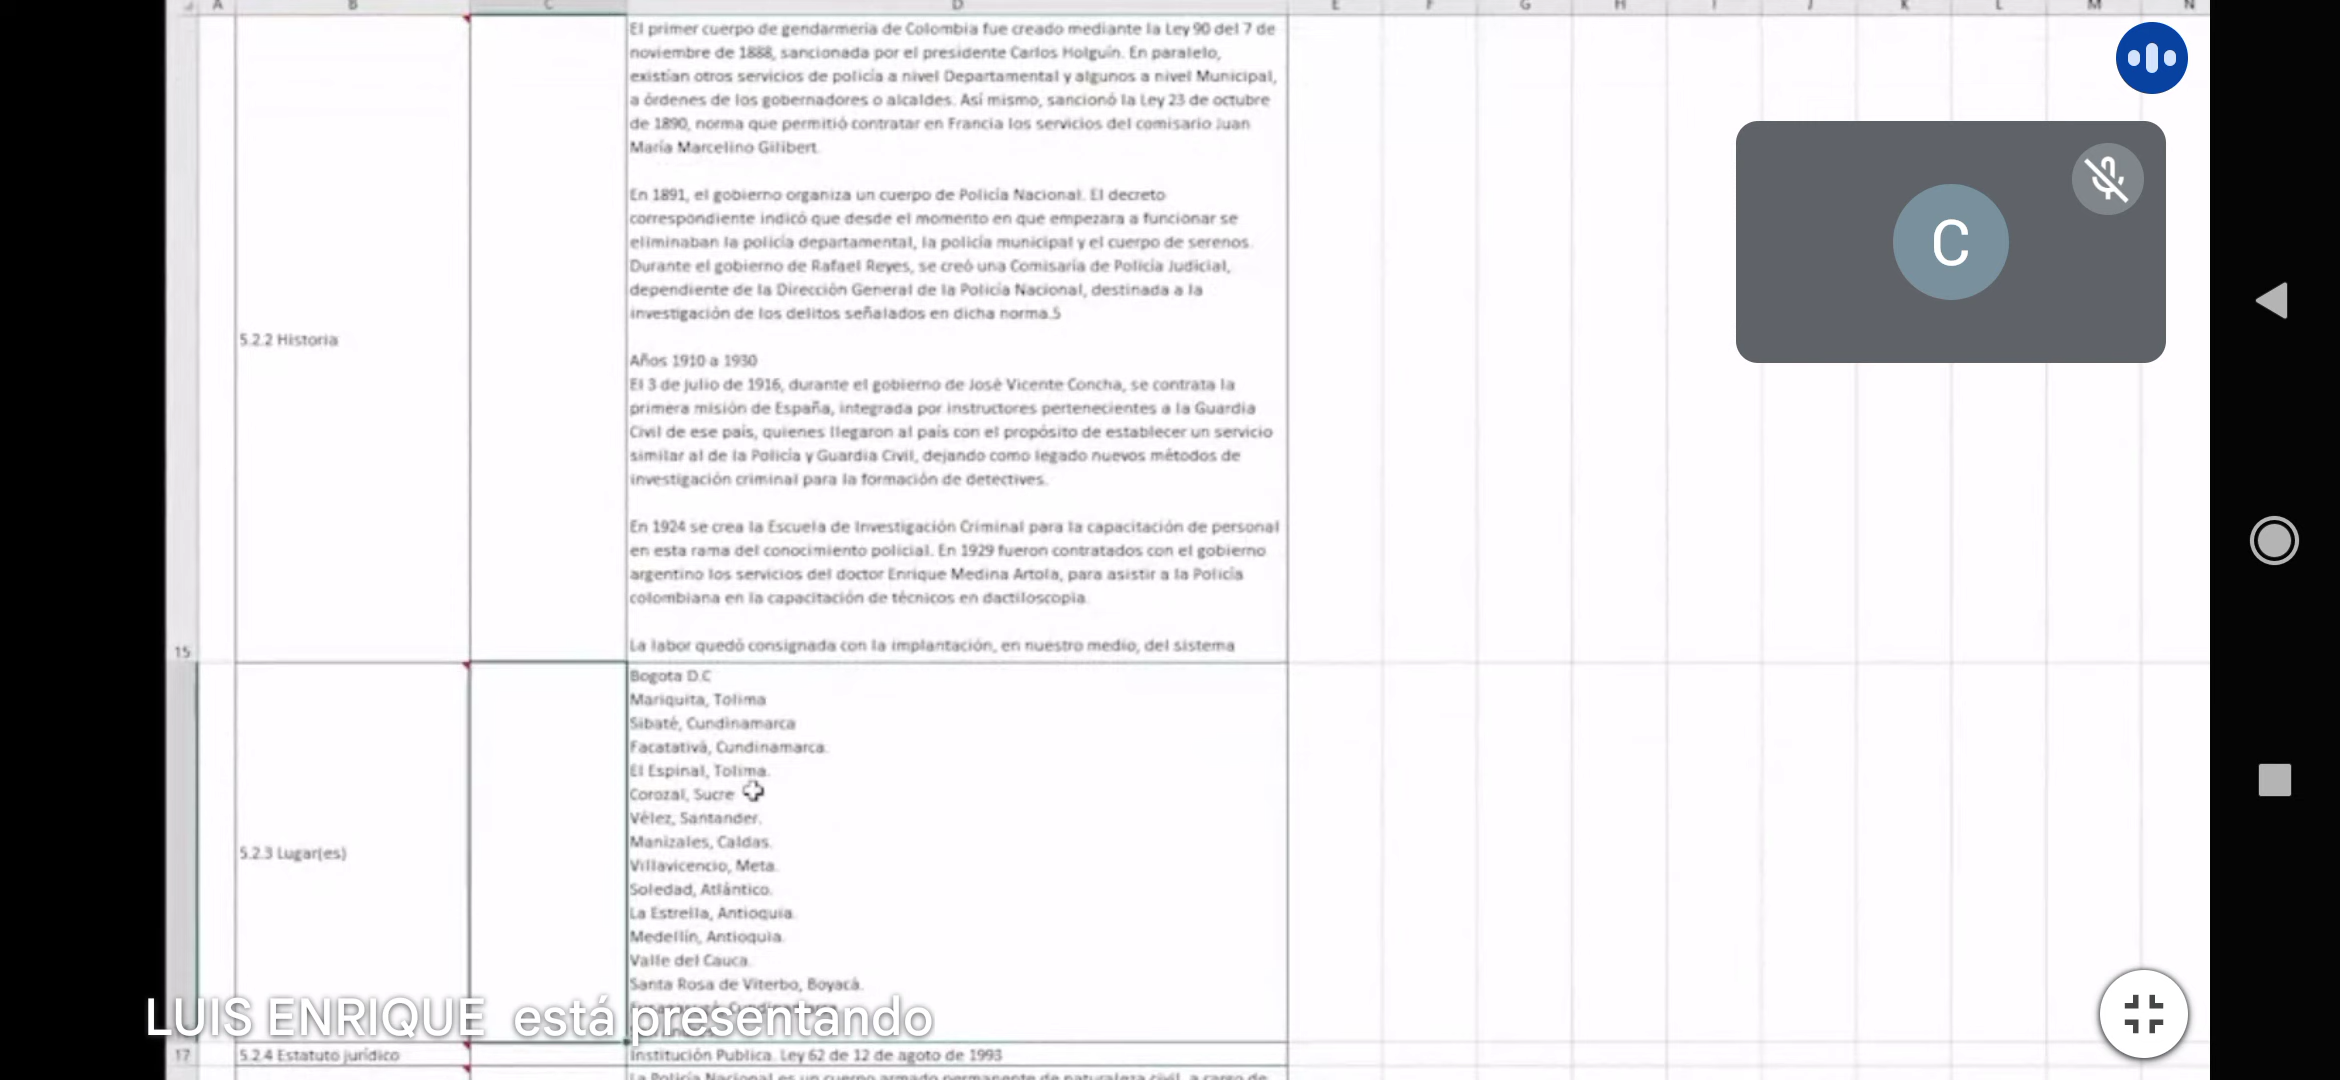 A B C D E F G H I J K L M N
El primer cuerpo de gendarmería de Colombia fue creado mediante la Ley 90 del 7 de
noviembre de 1888, sancionada por el presidente Carlos Holguín. En paralelo,
existían otros servicios de policía a nivel Departamental y algunos a nivel Municipal,
a órdenes de los gobernadores o alcaldes. Así mismo, sancionó la Ley 23 de octubre
de 1890, norma que permitió contratar en Francia los servicios del comisario Juan
María Marcelino Gilibert.
En 1891, el gobierno organiza un cuerpo de Policía Nacional. El decreto
correspondiente indicó que desde el momento en que empezara a funcionar se
eliminaban la policía departamental, la policía municipal y el cuerpo de serenos.
Durante el gobierno de Rafael Reyes, se creó una Comisaría de Policía Judicial,
dependiente de la Dirección General de la Policía Nacional, destinada a la
investigación de los delitos señalados en dicha norma.5
5.2.2 Historia
Años 1910 a 1930
El 3 de julio de 1916, durante el gobierno de José Vicente Concha, se contrata la
primera misión de España, integrada por instructores pertenecientes a la Guardia
Civil de ese país, quienes llegaron al país con el propósito de establecer un servicio
similar al de la Policía y Guardia Civil, dejando como legado nuevos métodos de
investigación criminal para la formación de detectives.
En 1924 se crea la Escuela de Investigación Criminal para la capacitación de personal
en esta rama del conocimiento policial. En 1929 fueron contratados con el gobierno
argentino los servicios del doctor Enrique Medina Artola, para asistir a la Policía
colombiana en la capacitación de técnicos en dactiloscopia.
La labor quedó consignada con la implantación, en nuestro medio, del sistema
15
Bogota D.C
Mariquita, Tolima
Sibaté, Cundinamarca
Facatativá, Cundinamarca.
El Espinal, Tolima.
Corozal, Sucre
Vélez, Santander.
Manizales, Caldas.
5.2.3 Lugar(es)
Villavicencio, Meta.
Soledad, Atlántico.
La Estrella, Antioquia.
Medellín, Antioquia.
Valle del Cauca.
Santa Rosa de Viterbo, Boyacá.
LUIS ENRIQUE está presentando
17 5.2.4 Estatuto jurídico Institución Publica. Ley 62 de 12 de agoto de 1993
La Policía Nacional es un cuerpo armado permanente de naturaleza civil, a cargo de
C